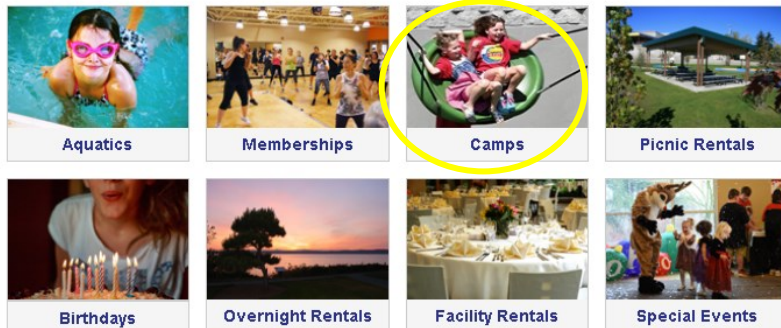 Aquatics
Memberships
Camps
Picnic Rentals
Birthdays
Overnight Rentals
Facility Rentals
Special Events